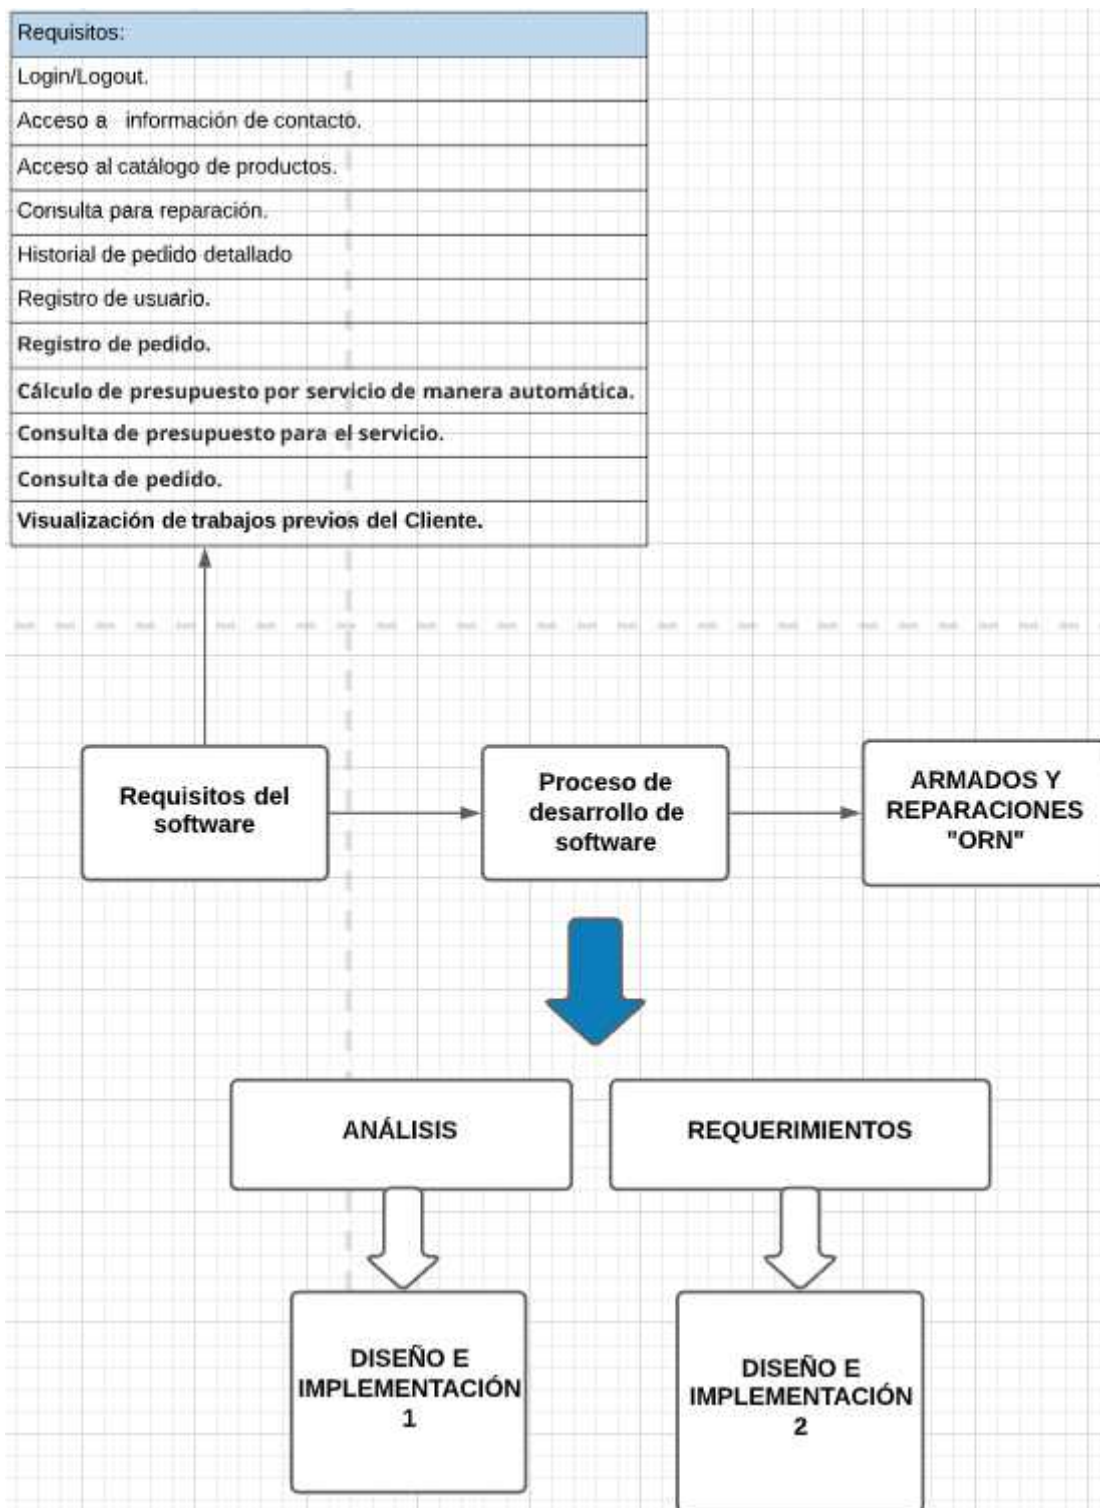 Requisitos:
Login/Logout.
Acceso a información de contacto.
Acceso al catálogo de productos.
Consulta para reparación.
Historial de pedido detallado
Registro de usuario.
Registro de pedido.
Cálculo de presupuesto por servicio de manera automática.
Consulta de presupuesto para el servicio.
Consulta de pedido.
Visualización de trabajos previos del Cliente.
Requisitos del
software
Proceso de
desarrollo de
software
ARMADOS Y
REPARACIONES
"ORN"
ANÁLISIS
REQUERIMIENTOS
DISEÑO E
IMPLEMENTACIÓN
1
DISEÑO E
IMPLEMENTACIÓN
2